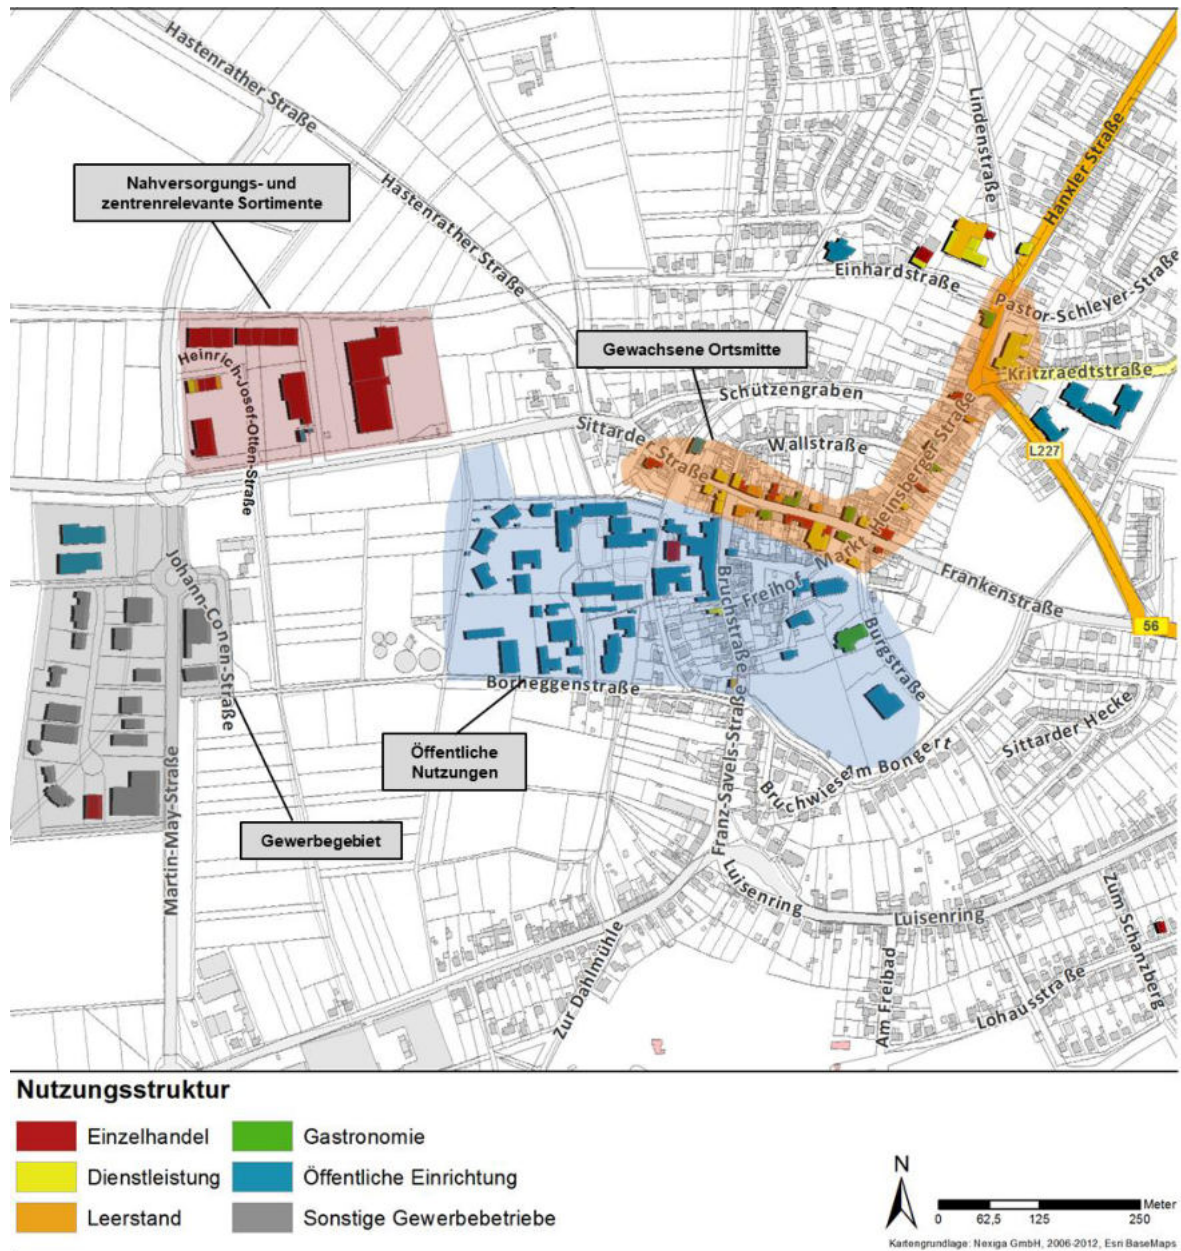 Hastenrather Straße
Lindenstraße
Hanxler Straße
Nahversorgungs- und
zentrenrelevante Sortimente
Hastenrather Straße
Einhardstraße
Pastor-Schleyer-Straße
Gewachsene Ortsmitte
Heinrich-Josef-Otten-Straße
Kritzraedtstraße
Schützengraben
Sittarder Straße
Wallstraße
Heinsberger Straße
L227
Markt
Johann-Conen-Straße
Bruchstraße
Freihof
Frankenstraße
56
Burgstraße
Borheggenstraße
Sittarder Hecke
Öffentliche
Nutzungen
Im Bongert
Bruchwiese
Franz-Savels-Straße
Gewerbegebiet
Martin-May-Straße
Luisenring
Luisenring
Zum Schanzberg
Zur Dahlmühle
Am Freibad
Lohausstraße
Nutzungsstruktur
Einzelhandel
Gastronomie
Dienstleistung
Öffentliche Einrichtung
Leerstand
Sonstige Gewerbebetriebe
N
Meter
0 62,5 125 250
Kartengrundlage: Nexiga GmbH, 2006-2012, Esri BaseMaps